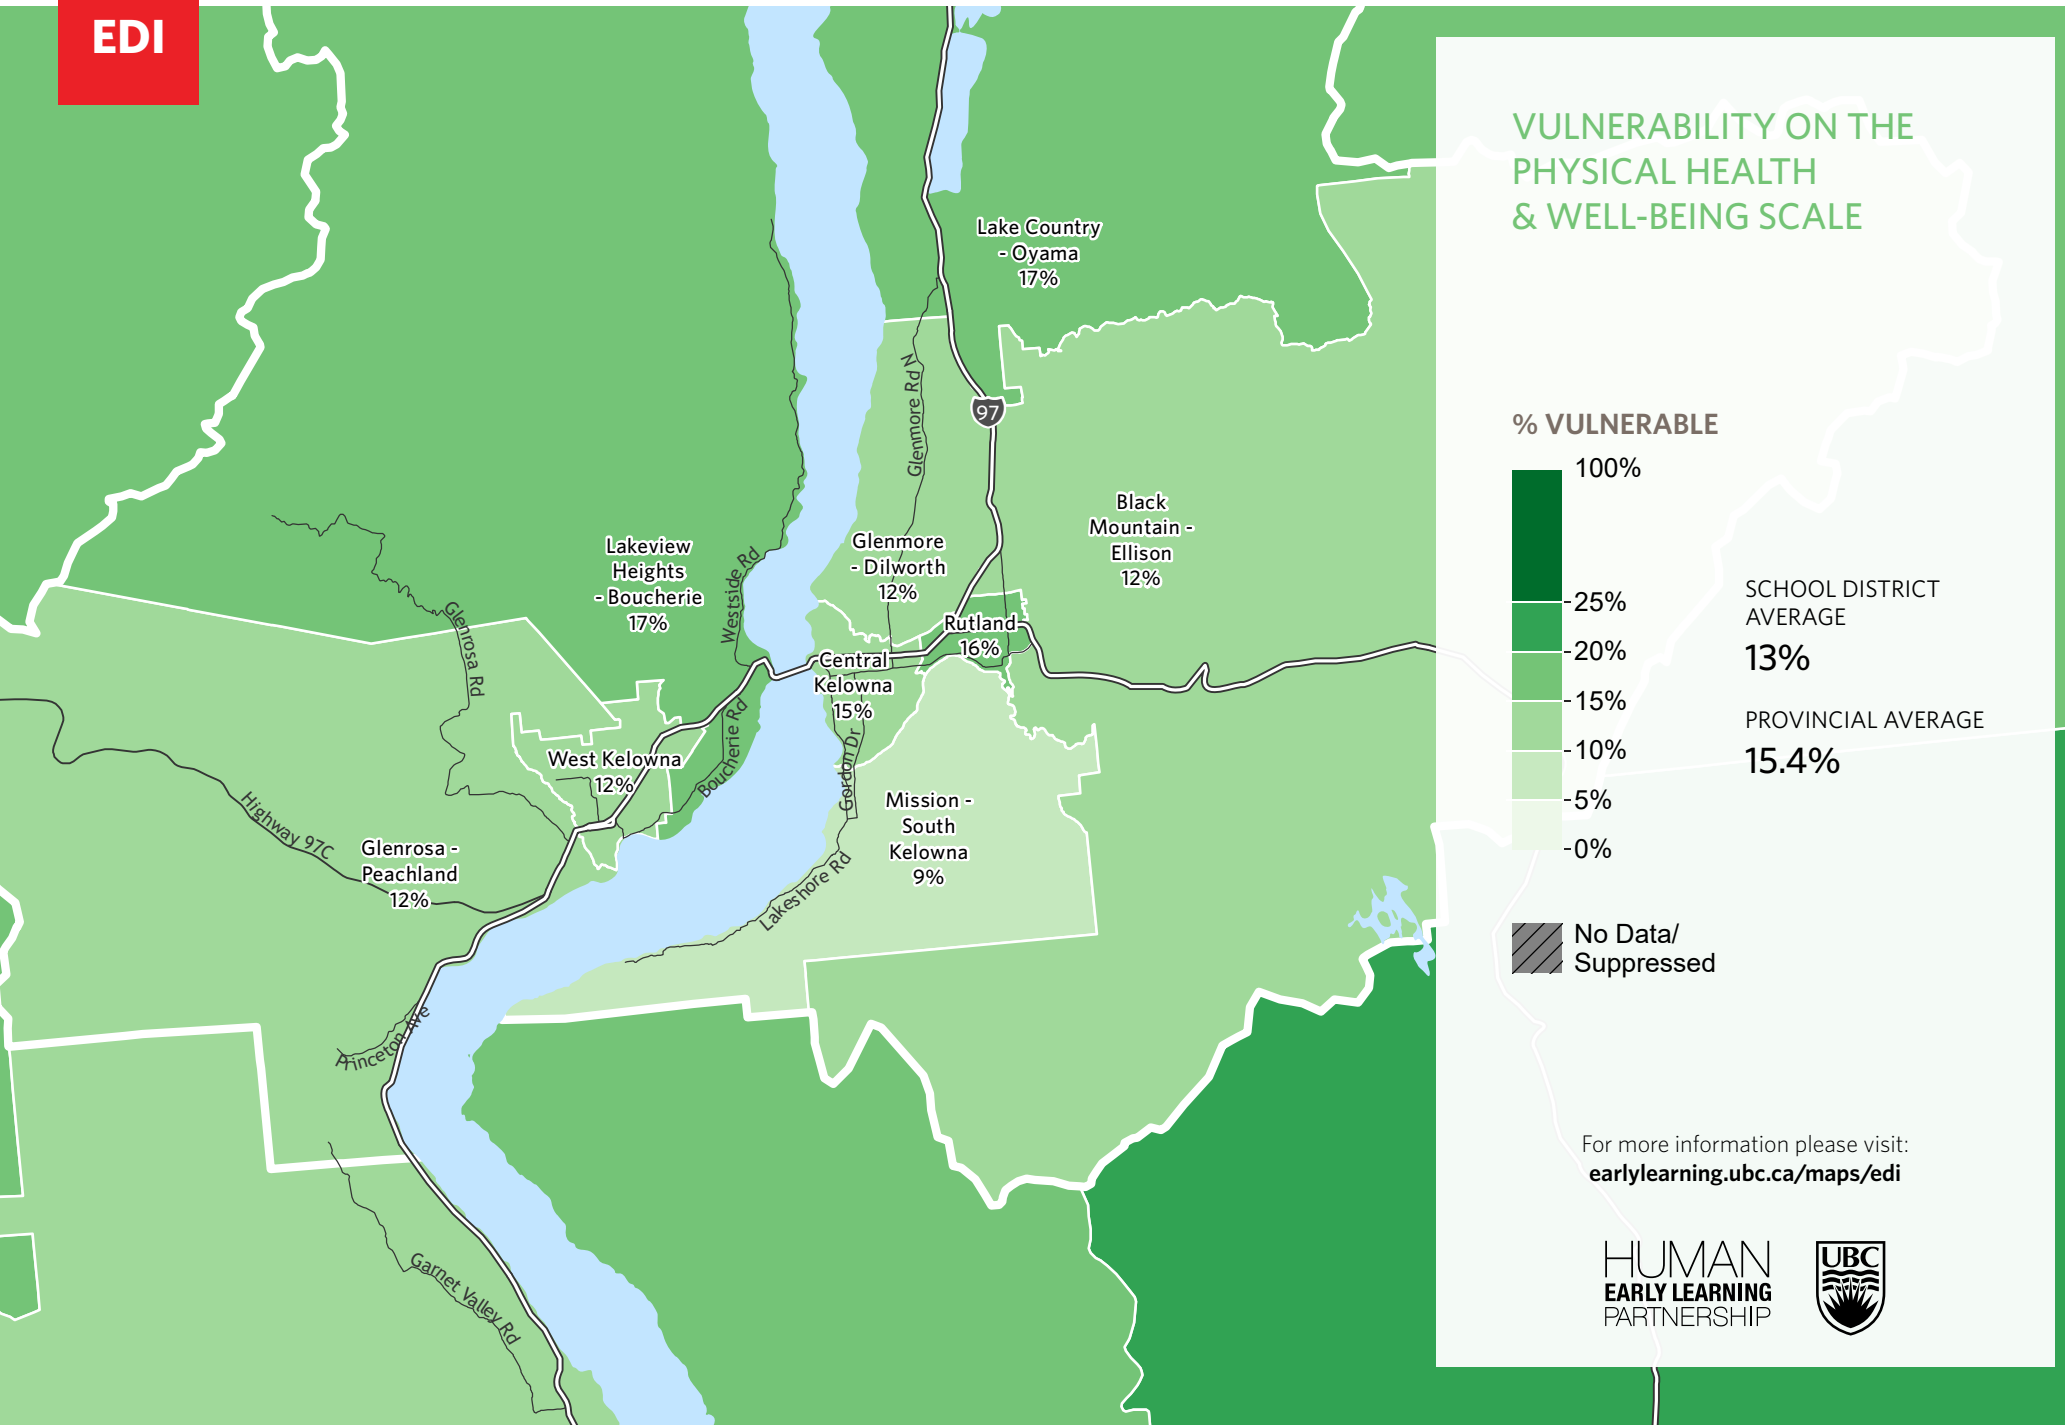 EDI
Lake Country
- Oyama
17%
Glenmore Rd N
97
Black
Mountain -
Ellison
12%
Lakeview
Heights
- Boucherie
17%
Westside Rd
Glenmore
- Dilworth
12%
Rutland
16%
Glenrosa Rd
Central
Kelowna
15%
West Kelowna
12%
Boucherie Rd
Gordon Dr
Mission -
South
Kelowna
9%
Highway 97C
Glenrosa -
Peachland
12%
Lakeshore Rd
Princeton Ave
Garnet Valley Rd
VULNERABILITY ON THE
PHYSICAL HEALTH
& WELL-BEING SCALE
% VULNERABLE
100%
25%
20%
15%
10%
5%
0%
SCHOOL DISTRICT
AVERAGE
13%
PROVINCIAL AVERAGE
15.4%
No Data/
Suppressed
For more information please visit:
earlylearning.ubc.ca/maps/edi
HUMAN
EARLY LEARNING
PARTNERSHIP
UBC